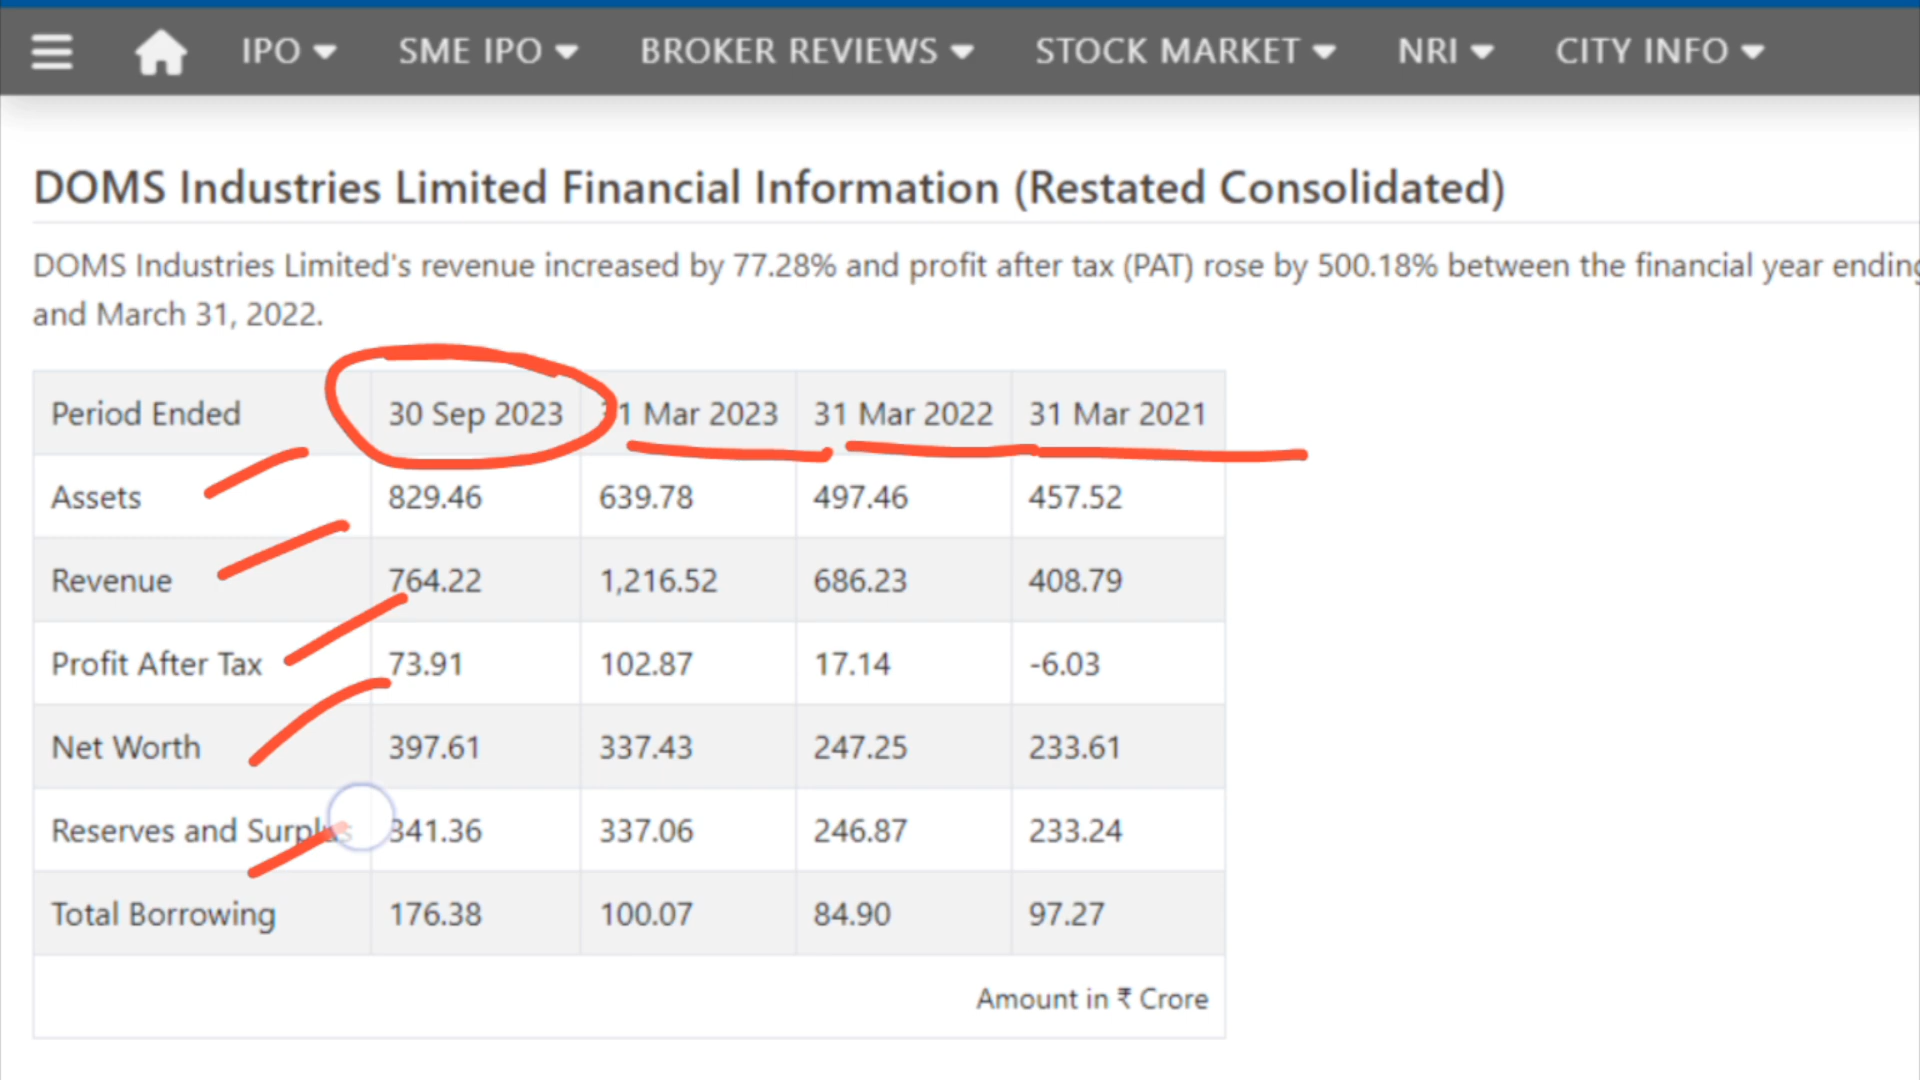 IPO SME IPO BROKER REVIEWS STOCK MARKET NRI CITY INFO
DOMS Industries Limited Financial Information (Restated Consolidated)
DOMS Industries Limited's revenue increased by 77.28% and profit after tax (PAT) rose by 500.18% between the financial year ending
and March 31, 2022.
Period Ended 30 Sep 2023 31 Mar 2023 31 Mar 2022 31 Mar 2021
Assets 829.46 639.78 497.46 457.52
Revenue 764.22 1,216.52 686.23 408.79
Profit After Tax 73.91 102.87 17.14 -6.03
Net Worth 397.61 337.43 247.25 233.61
Reserves and Surplus 341.36 337.06 246.87 233.24
Total Borrowing 176.38 100.07 84.90 97.27
Amount in ₹ Crore